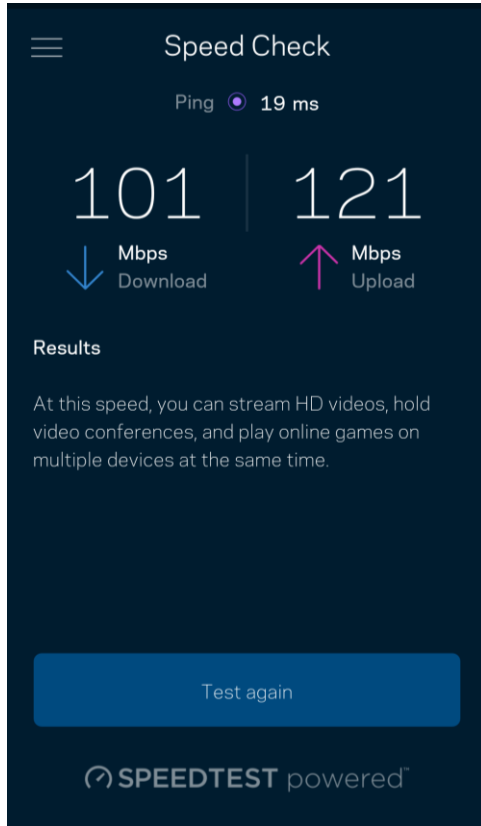 Speed Check
Ping 19 ms
101 121
Mbps Mbps
Download Upload
Results
At this speed, you can stream HD videos, hold
video conferences, and play online games on
multiple devices at the same time.
Test again
SPEEDTEST powered™